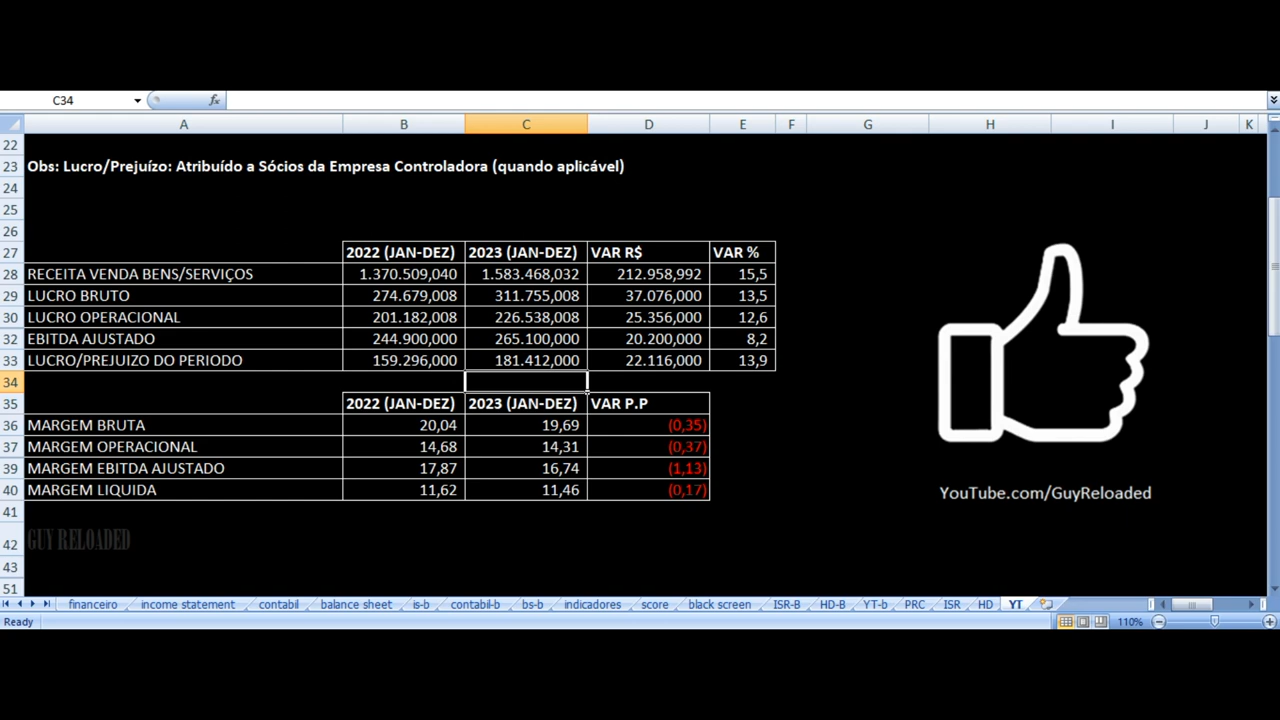 C34 fx
A B C D E F G H I J K
22
23 Obs: Lucro/Prejuízo: Atribuído a Sócios da Empresa Controladora (quando aplicável)
24
25
26
27 2022 (JAN-DEZ) 2023 (JAN-DEZ) VAR R$ VAR %
28 RECEITA VENDA BENS/SERVIÇOS 1.370.509,040 1.583.468,032 212.958,992 15,5
29 LUCRO BRUTO 274.679,008 311.755,008 37.076,000 13,5
30 LUCRO OPERACIONAL 201.182,008 226.538,008 25.356,000 12,6
32 EBITDA AJUSTADO 244.900,000 265.100,000 20.200,000 8,2
33 LUCRO/PREJUIZO DO PERIODO 159.296,000 181.412,000 22.116,000 13,9
34
35 2022 (JAN-DEZ) 2023 (JAN-DEZ) VAR P.P
36 MARGEM BRUTA 20,04 19,69 (0,35)
37 MARGEM OPERACIONAL 14,68 14,31 (0,37)
39 MARGEM EBITDA AJUSTADO 17,87 16,74 (1,13)
40 MARGEM LIQUIDA 11,62 11,46 (0,17)
YouTube.com/GuyReloaded
41
42 GUY RELOADED
43
51
financeiro income statement contabil balance sheet is-b contabil-b bs-b indicadores score black screen ISR-B HD-B YT-b PRC ISR HD YT
Ready 110%